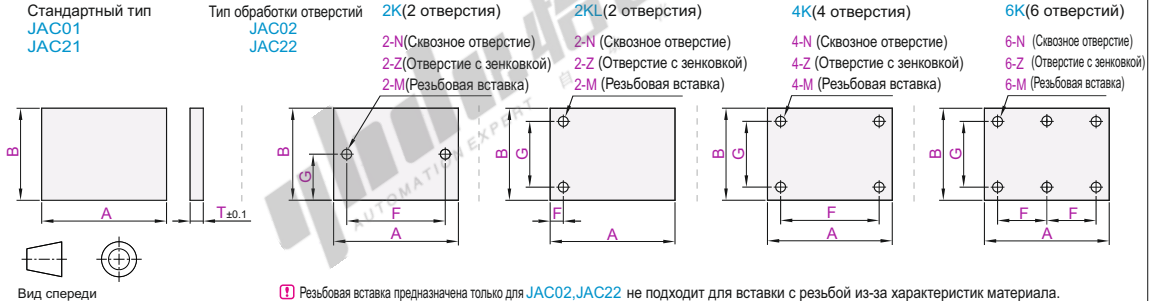 Стандартный тип
JAC01
JAC21
Тип обработки отверстий
JAC02
JAC22
2K(2 отверстия)
2-N(Сквозное отверстие)
2-Z(Отверстие с зенковкой)
2-M(Резьбовая вставка)
2KL(2 отверстия)
2-N (Сквозное отверстие)
2-Z (Отверстие с зенковкой)
2-M (Резьбовая вставка)
4K(4 отверстия)
4-N (Сквозное отверстие)
4-Z (Отверстие с зенковкой)
4-M (Резьбовая вставка)
6K(6 отверстий)
6-N (Сквозное отверстие)
6-Z (Отверстие с зенковкой)
6-M (Резьбовая вставка)
B
A
T±0.1
B
G
F
A
B
G
F
A
B
G
F
A
B
G
F
F
A
AUTOMATION EXPERT
Вид спереди
! Резьбовая вставка предназначена только для JAC02,JAC22 не подходит для вставки с резьбой из-за характеристик материала.